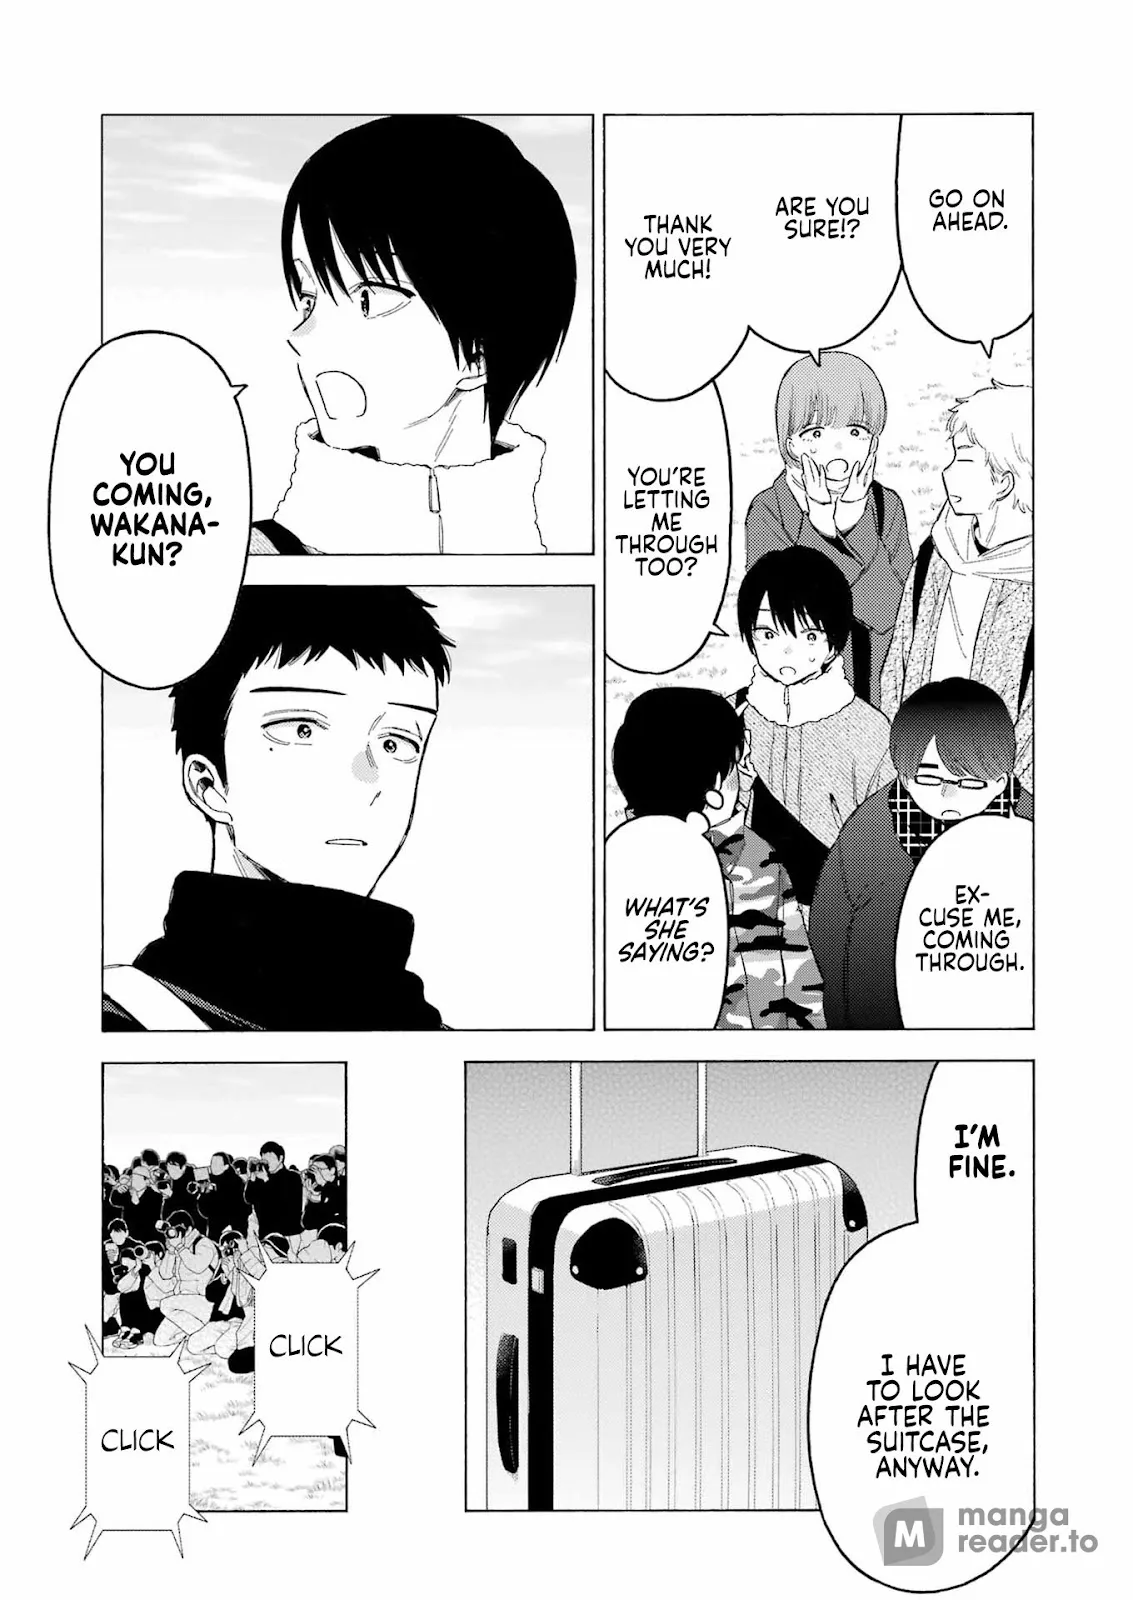 GO ON
AHEAD.
ARE YOU
SURE!?
THANK
YOU VERY
MUCH!
YOU'RE
LETTING
ME
THROUGH
TOO?
EX-
CUSE ME,
COMING
THROUGH.
WHAT'S
SHE
SAYING?
YOU
COMING,
WAKANA-
KUN?
I'M
FINE.
I HAVE
TO LOOK
AFTER THE
SUITCASE,
ANYWAY.
CLICK
CLICK
M
manga
reader.to